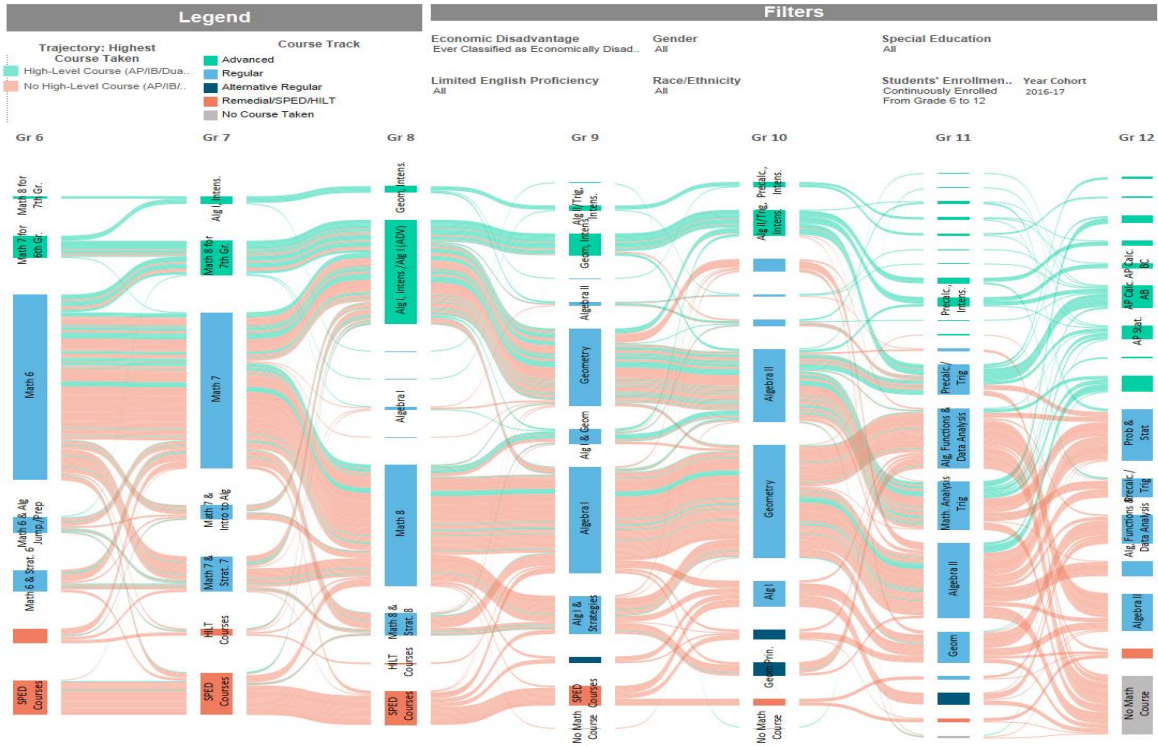 Legend
Filters
Trajectory: Highest
Course Taken
High-Level Course (AP/IB/Dua..
No High-Level Course (AP/IB/..
Course Track
Advanced
Regular
Alternative Regular
Remedial/SPED/HILT
No Course Taken
Economic Disadvantage
Ever Classified as Economically Disad..
Gender
All
Special Education
All
Limited English Proficiency
All
Race/Ethnicity
All
Students' Enrollmen..
Continuously Enrolled
From Grade 6 to 12
Year Cohort
2016-17
Gr 6
Gr 7
Gr 8
Gr 9
Gr 10
Gr 11
Gr 12
Math 8 for
7th Gr.
Math 7 for
6th Gr.
Math 6
Math 6 & Alg
Jump/Prep
Math 6 & Strat. 6
SPED
Courses
Alg I, Intens.
Math 8 for
7th Gr.
Math 7
Math 7 &
Intro to Alg
Math 7 &
Strat. 7
HILT
Courses
SPED
Courses
Geom, Intens.
Alg I, Intens /Alg I (ADV)
Algebra I
Math 8
Math 8 &
Strat. 8
HILT
Courses
SPED
Courses
Alg II/Trig,
Intens.
Geom, Intens.
Algebra II
Geometry
Alg I & Geom
Algebra I
Alg I &
Strategies
SPED
Courses
No Math
Course
Precalc.,
Intens.
Alg II/Trig,
Intens.
Algebra II
Geometry
Alg I
Geom Prin.
No Math
Course
Precalc.,
Intens.
Precalc./
Trig
Alg, Functions &
Data Analysis
Math. Analysis
Trig
Algebra II
Geom
AP Calc.
BC
AP Calc.
AB
AP Stat.
Prob &
Stat
Precalc./
Trig
Alg, Functions &
Data Analysis
Algebra II
No Math
Course